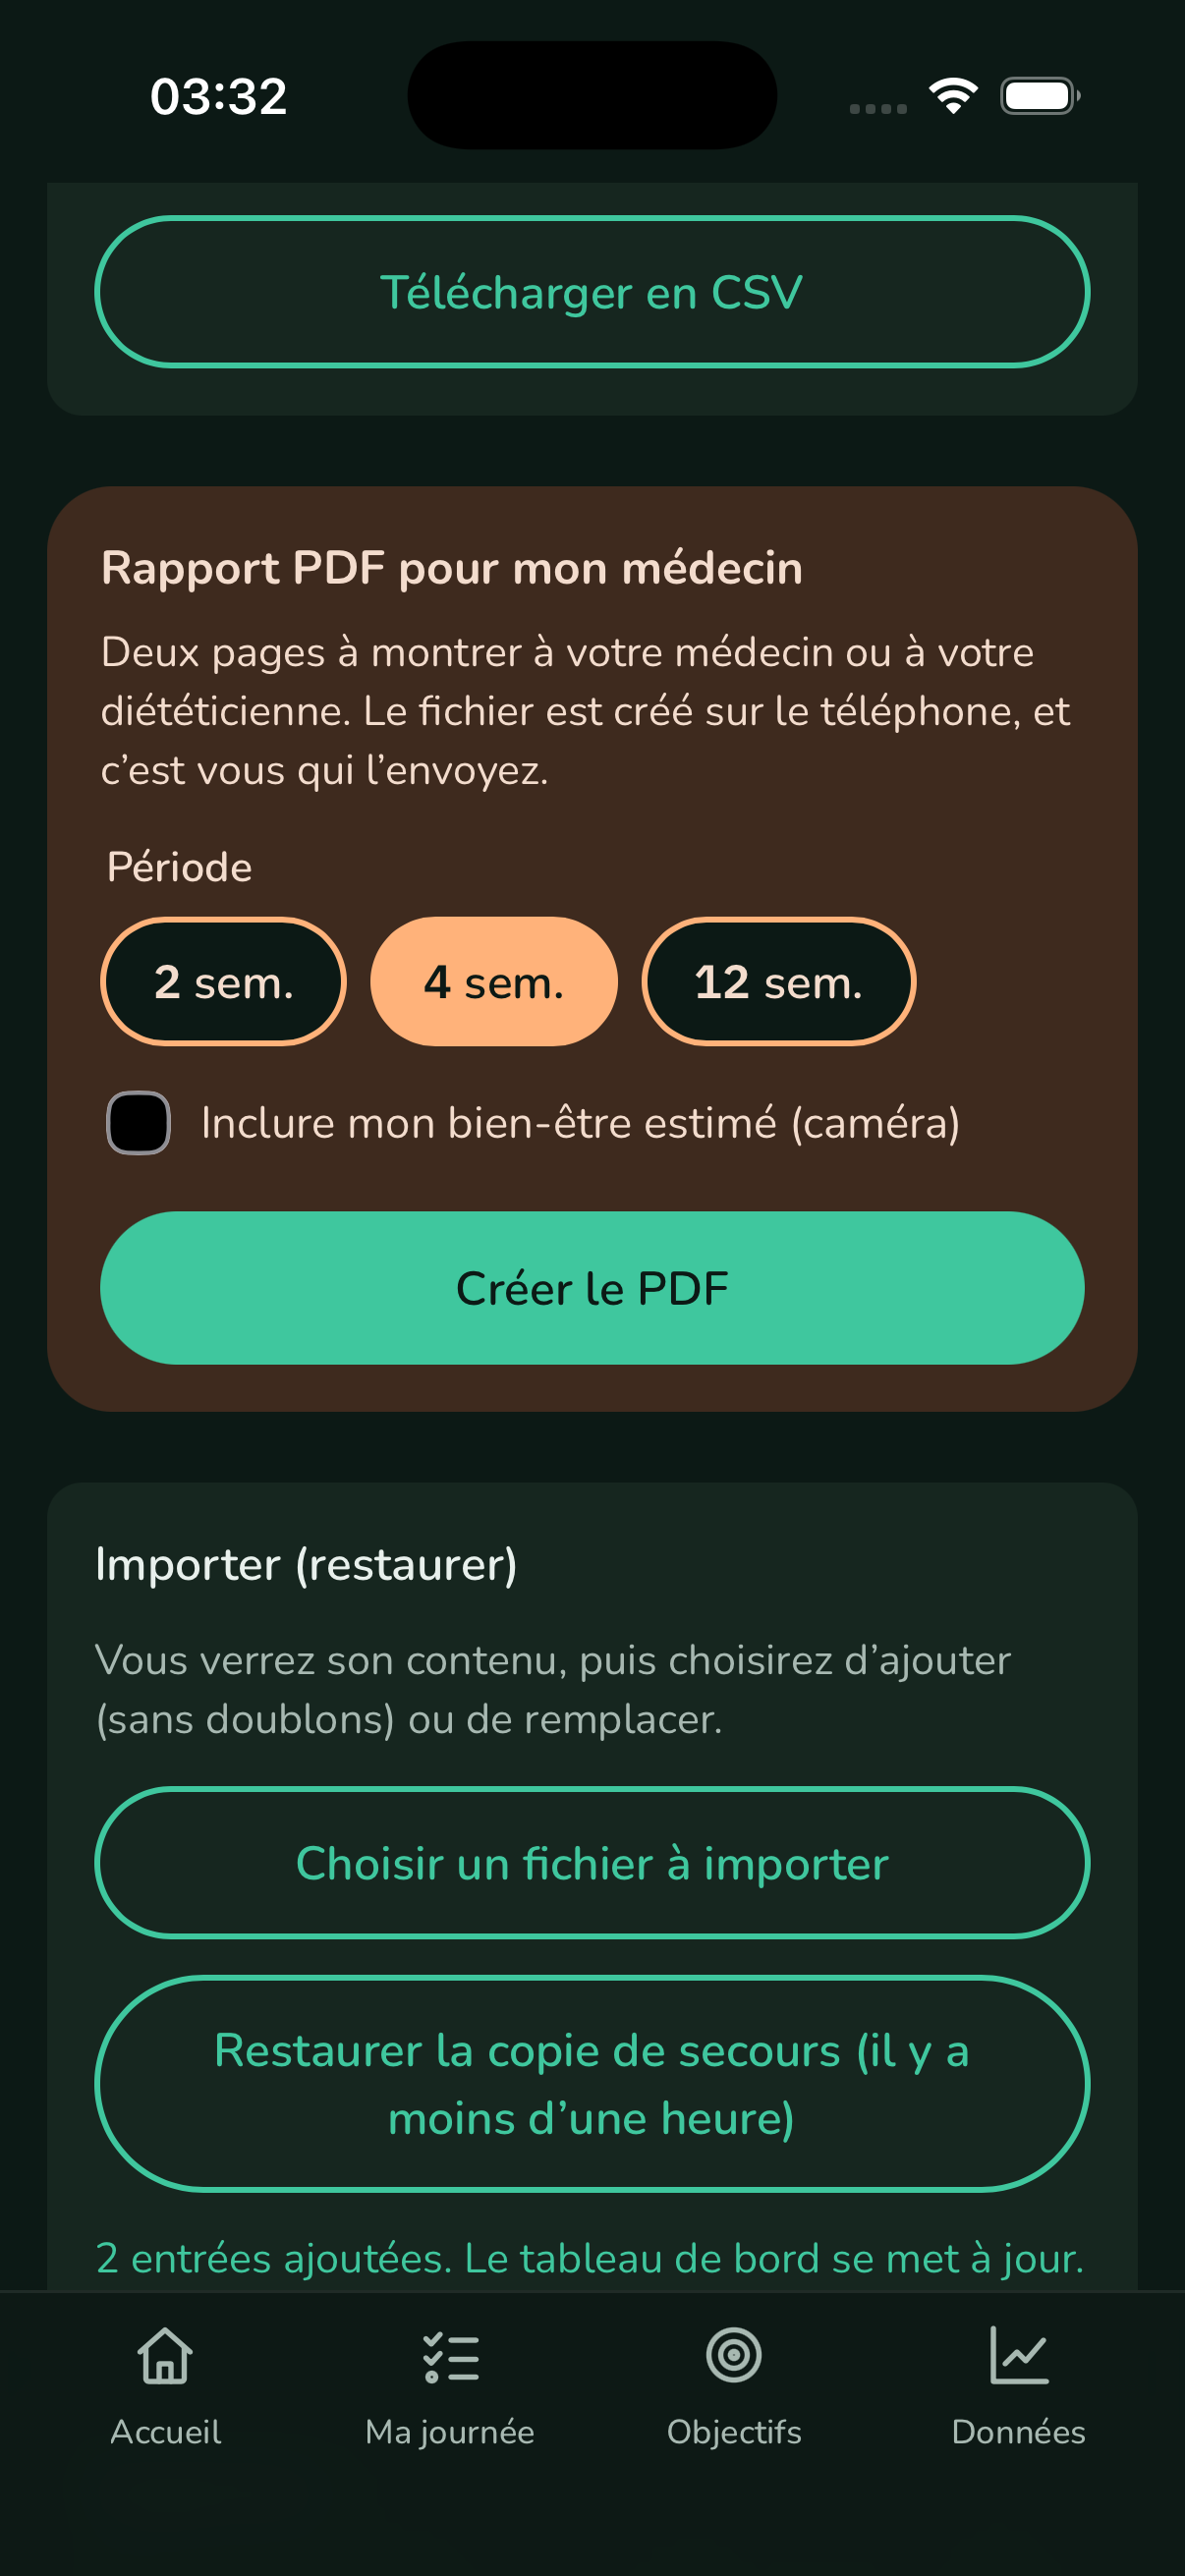 03:32
Télécharger en CSV
Rapport PDF pour mon médecin
Deux pages à montrer à votre médecin ou à votre
diététicienne. Le fichier est créé sur le téléphone, et
c’est vous qui l’envoyez.
Période
2 sem. 4 sem. 12 sem.
Inclure mon bien-être estimé (caméra)
Créer le PDF
Importer (restaurer)
Vous verrez son contenu, puis choisirez d’ajouter
(sans doublons) ou de remplacer.
Choisir un fichier à importer
Restaurer la copie de secours (il y a
moins d’une heure)
2 entrées ajoutées. Le tableau de bord se met à jour.
Accueil Ma journée Objectifs Données